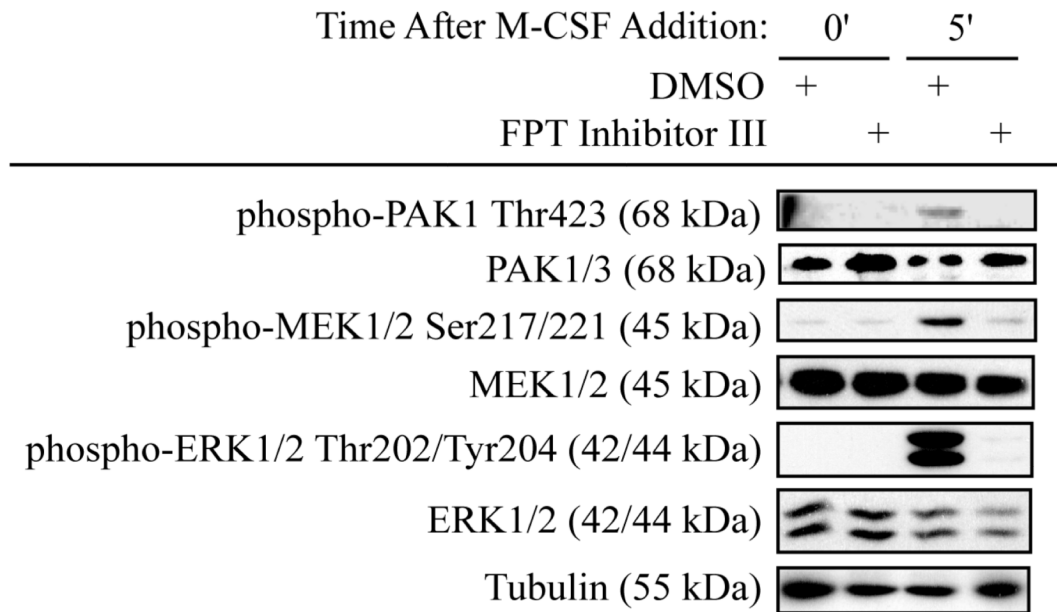 Time After M-CSF Addition: 0' 5'
DMSO + +
FPT Inhibitor III + +
phospho-PAK1 Thr423 (68 kDa)
PAK1/3 (68 kDa)
phospho-MEK1/2 Ser217/221 (45 kDa)
MEK1/2 (45 kDa)
phospho-ERK1/2 Thr202/Tyr204 (42/44 kDa)
ERK1/2 (42/44 kDa)
Tubulin (55 kDa)